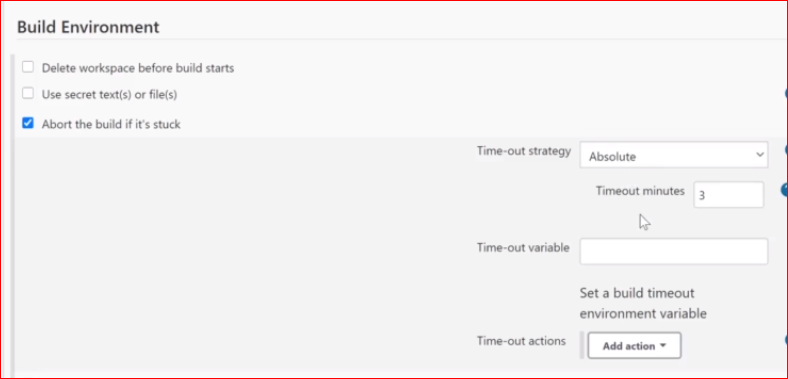 Build Environment
Delete workspace before build starts
Use secret text(s) or file(s)
Abort the build if it's stuck
Time-out strategy Absolute
Timeout minutes 3
Time-out variable
Set a build timeout
environment variable
Time-out actions Add action